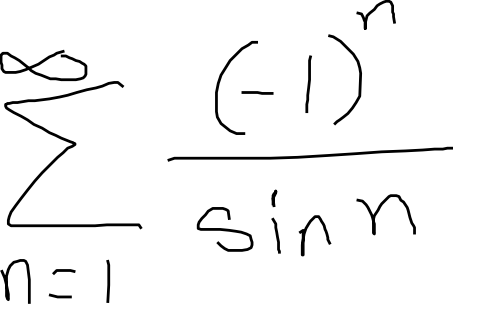 ∞
∑ (-1)^n / sin n
n=1